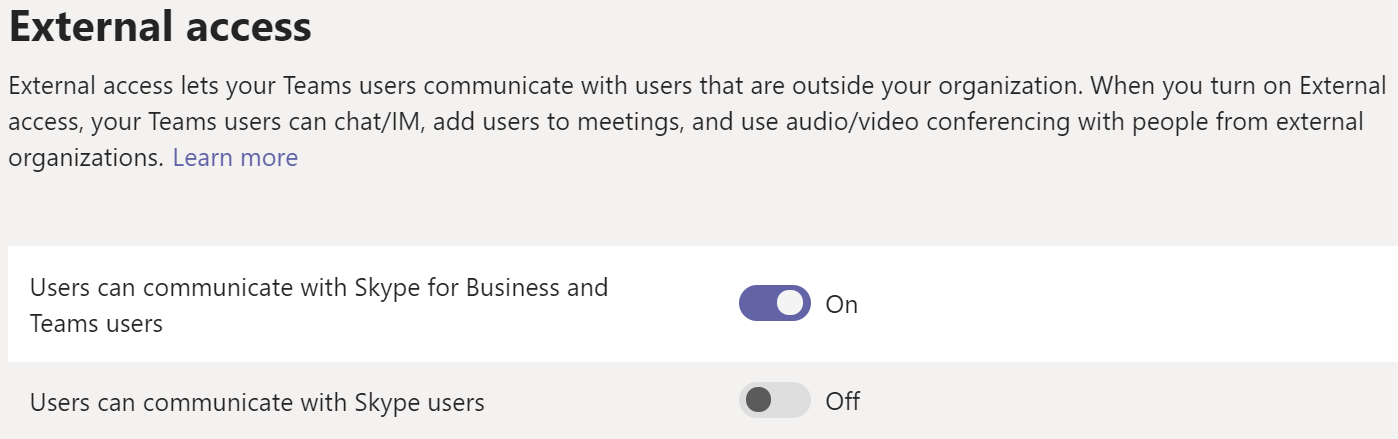 External access
External access lets your Teams users communicate with users that are outside your organization. When you turn on External
access, your Teams users can chat/IM, add users to meetings, and use audio/video conferencing with people from external
organizations. Learn more
Users can communicate with Skype for Business and
Teams users
On
Users can communicate with Skype users
Off